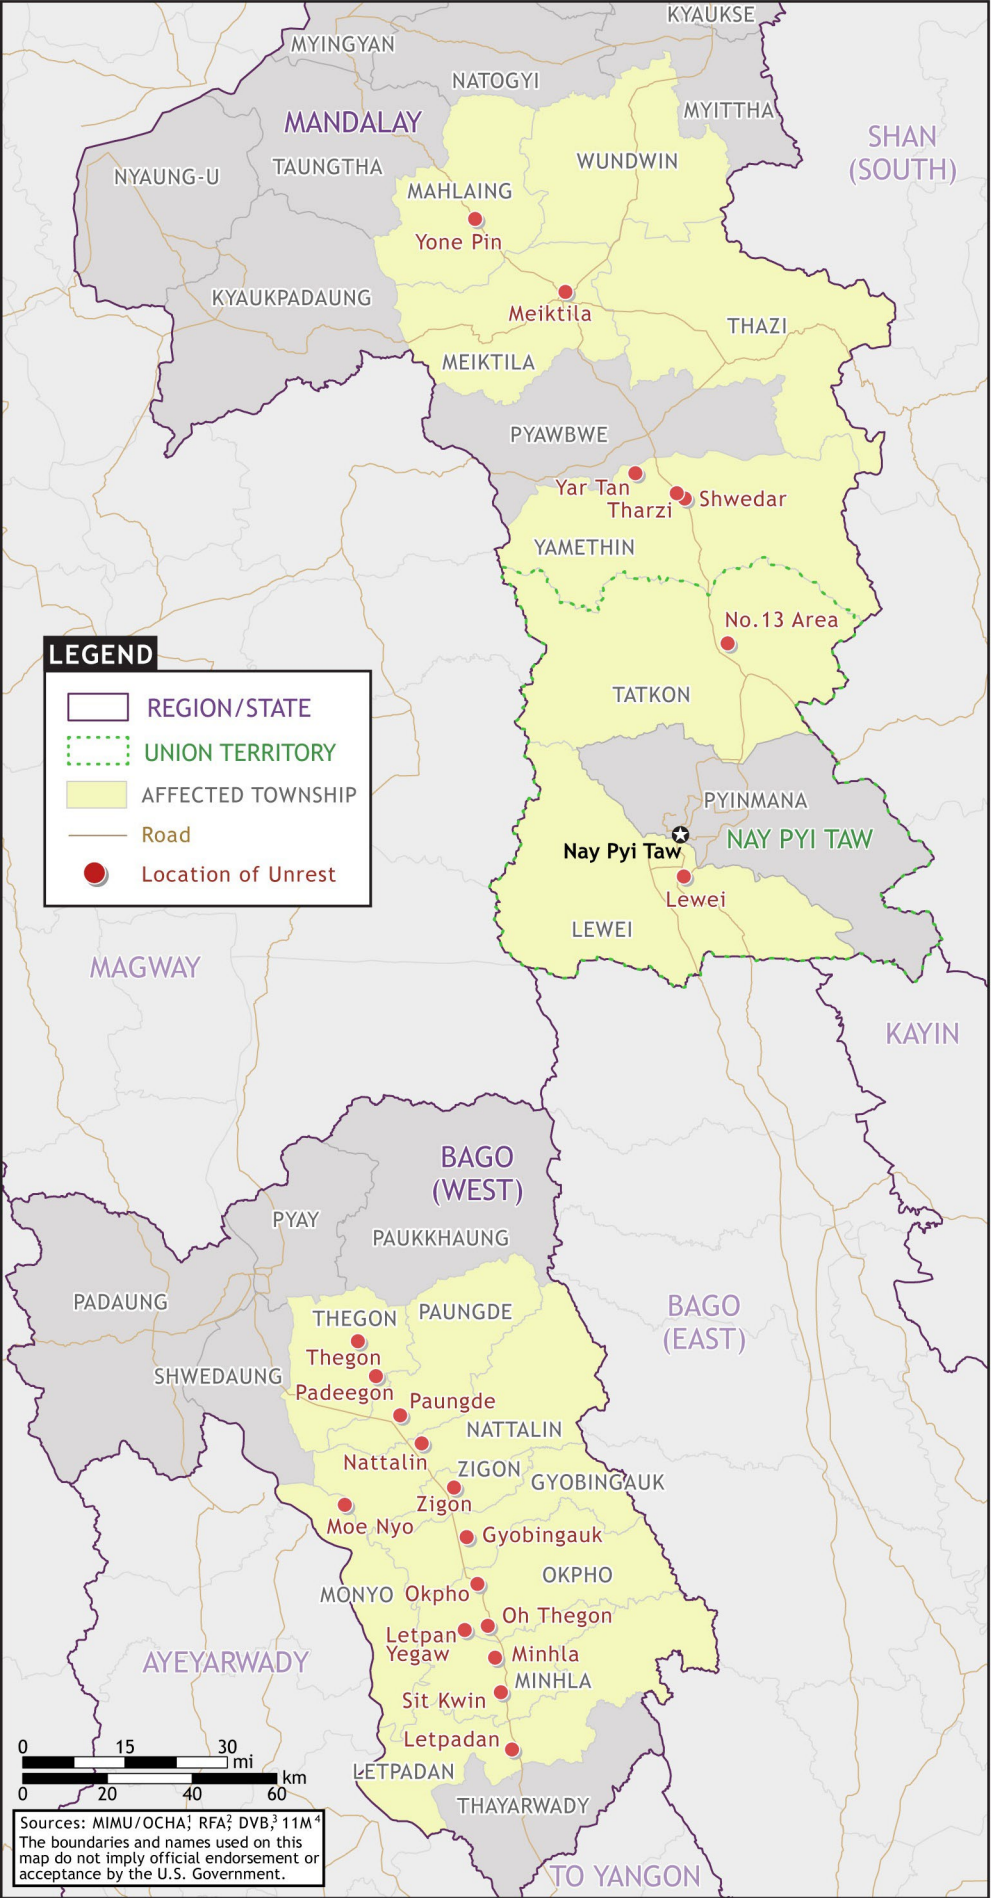 KYAUKSE
MYINGYAN
NATOGYI
MYITTHA
MANDALAY
SHAN
(SOUTH)
WUNDWIN
TAUNGTHA
NYAUNG-U
MAHLAING
Yone Pin
KYAUKPADAUNG
Meiktila
THAZI
MEIKTILA
PYAWBWE
Yar Tan
Tharzi
Shwedar
YAMETHIN
No.13 Area
LEGEND
REGION/STATE
UNION TERRITORY
AFFECTED TOWNSHIP
Road
Location of Unrest
TATKON
PYINMANA
NAY PYI TAW
Nay Pyi Taw
Lewei
LEWEI
MAGWAY
KAYIN
BAGO
(WEST)
PYAY
PAUKKHAUNG
PADAUNG
BAGO
(EAST)
THEGON
PAUNGDE
Thegon
SHWEDAUNG
Padeegon
Paungde
NATTALIN
Nattalin
ZIGON
GYOBINGAUK
Zigon
Moe Nyo
Gyobingauk
OKPHO
MONYO
Okpho
Oh Thegon
Letpan
Yegaw
Minhla
AYEYARWADY
MINHLA
Sit Kwin
Letpadan
LETPADAN
THAYARWADY
TO YANGON
0 15 30
mi
km
0 20 40 60
Sources: MIMU/OCHA¹, RFA², DVB,³ 11M⁴
The boundaries and names used on this
map do not imply official endorsement or
acceptance by the U.S. Government.